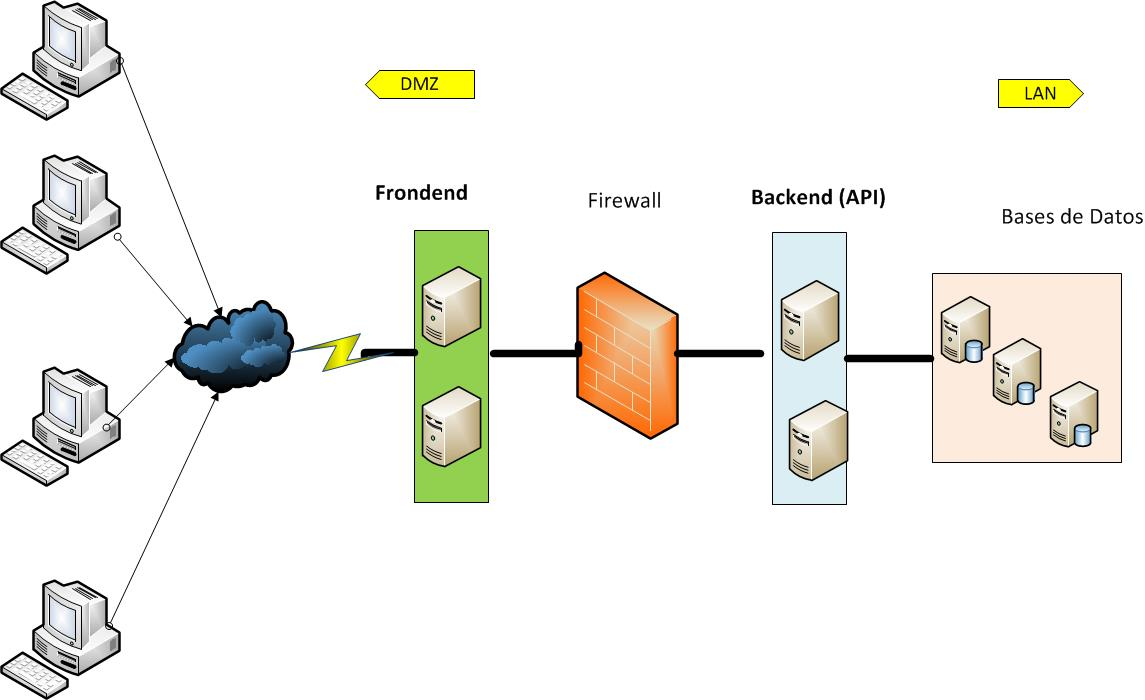 DMZ
LAN
Frondend
Firewall
Backend (API)
Bases de Datos